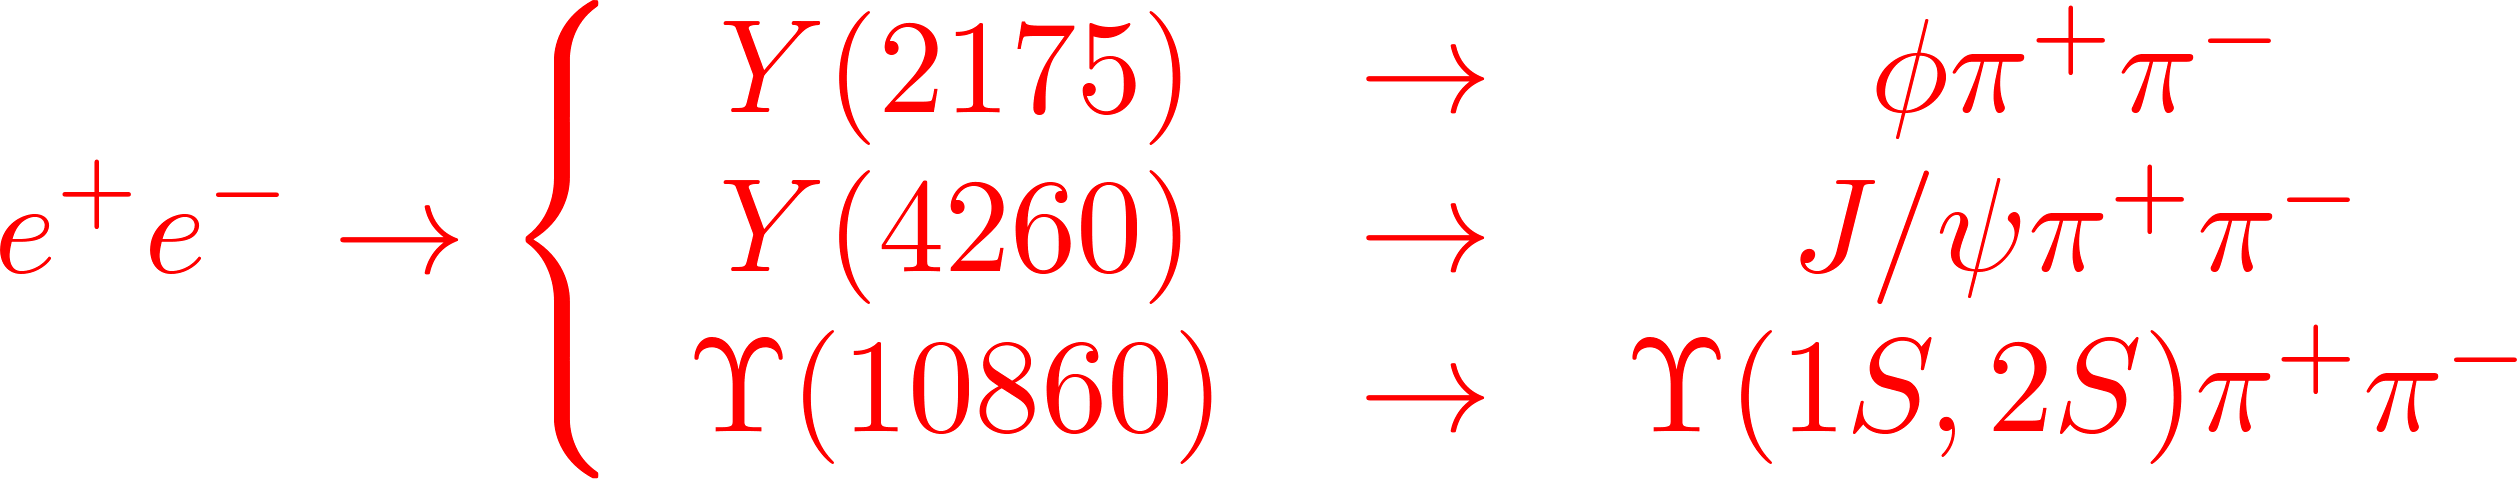 Y(2175) → ϕπ⁺π⁻
e⁺e⁻ → { Y(4260) → J/ψπ⁺π⁻
Υ(10860) → Υ(1S, 2S)π⁺π⁻